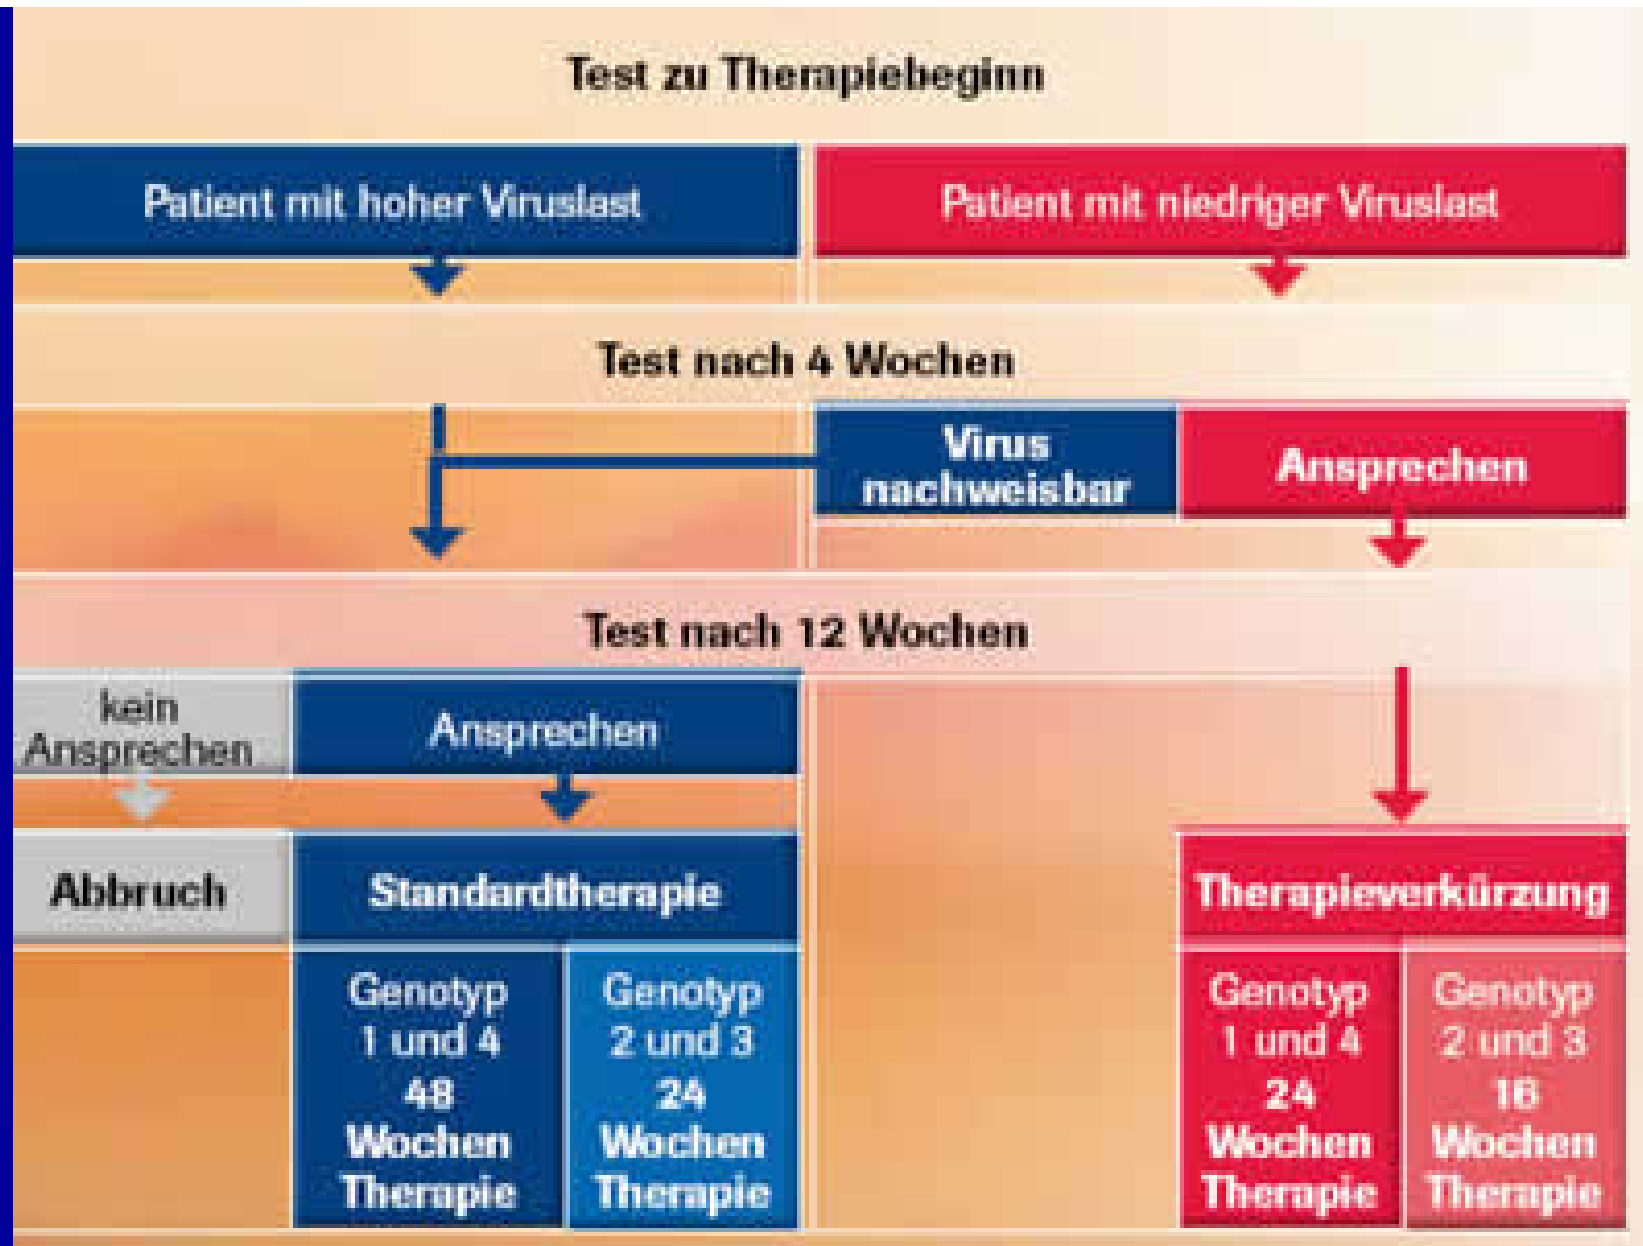 Test zu Therapiebeginn
Patient mit hoher Viruslast
Patient mit niedriger Viruslast
Test nach 4 Wochen
Virus
nachweisbar
Ansprechen
Test nach 12 Wochen
kein
Ansprechen
Ansprechen
Abbruch
Standardtherapie
Therapieverkürzung
Genotyp
1 und 4
48
Wochen
Therapie
Genotyp
2 und 3
24
Wochen
Therapie
Genotyp
1 und 4
24
Wochen
Therapie
Genotyp
2 und 3
16
Wochen
Therapie